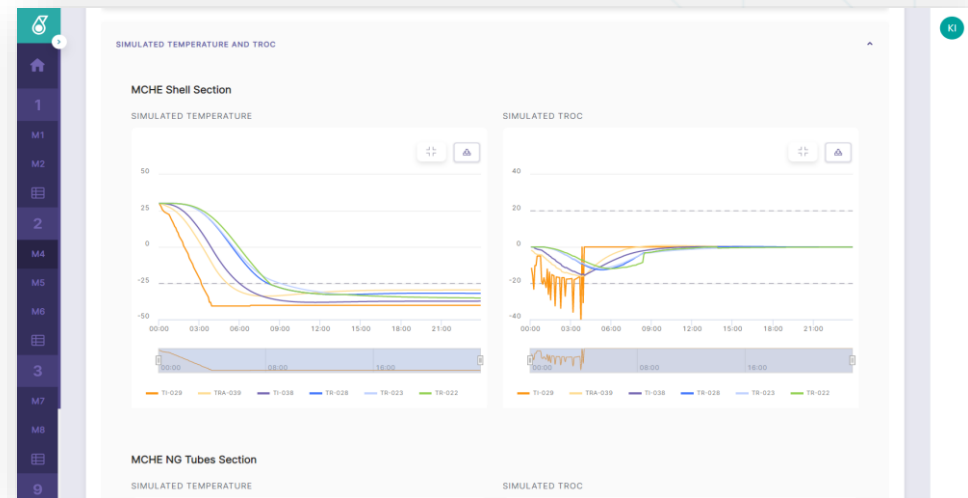 KI
SIMULATED TEMPERATURE AND TROC
1
M1
M2
2
M4
M5
M6
3
M7
M8
9
MCHE Shell Section
SIMULATED TEMPERATURE
50
25
0
-25
-50
00:00 03:00 06:00 09:00 12:00 15:00 18:00 21:00
00:00 08:00 16:00
TI-029 TRA-039 TI-038 TR-028 TR-023 TR-022
SIMULATED TROC
40
20
0
-20
-40
00:00 03:00 06:00 09:00 12:00 15:00 18:00 21:00
00:00 08:00 16:00
TI-029 TRA-039 TI-038 TR-028 TR-023 TR-022
MCHE NG Tubes Section
SIMULATED TEMPERATURE
SIMULATED TROC